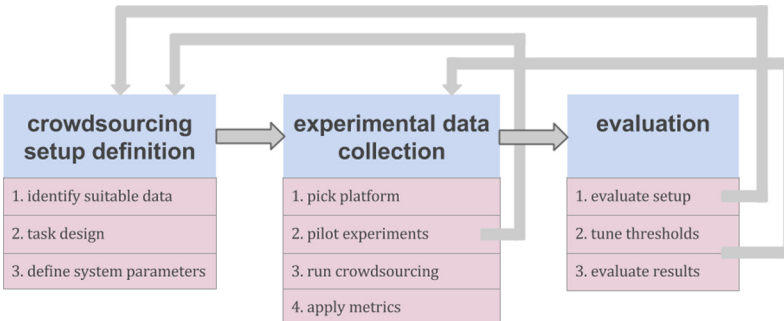 crowdsourcing
setup definition
1. identify suitable data
2. task design
3. define system parameters
experimental data
collection
1. pick platform
2. pilot experiments
3. run crowdsourcing
4. apply metrics
evaluation
1. evaluate setup
2. tune thresholds
3. evaluate results